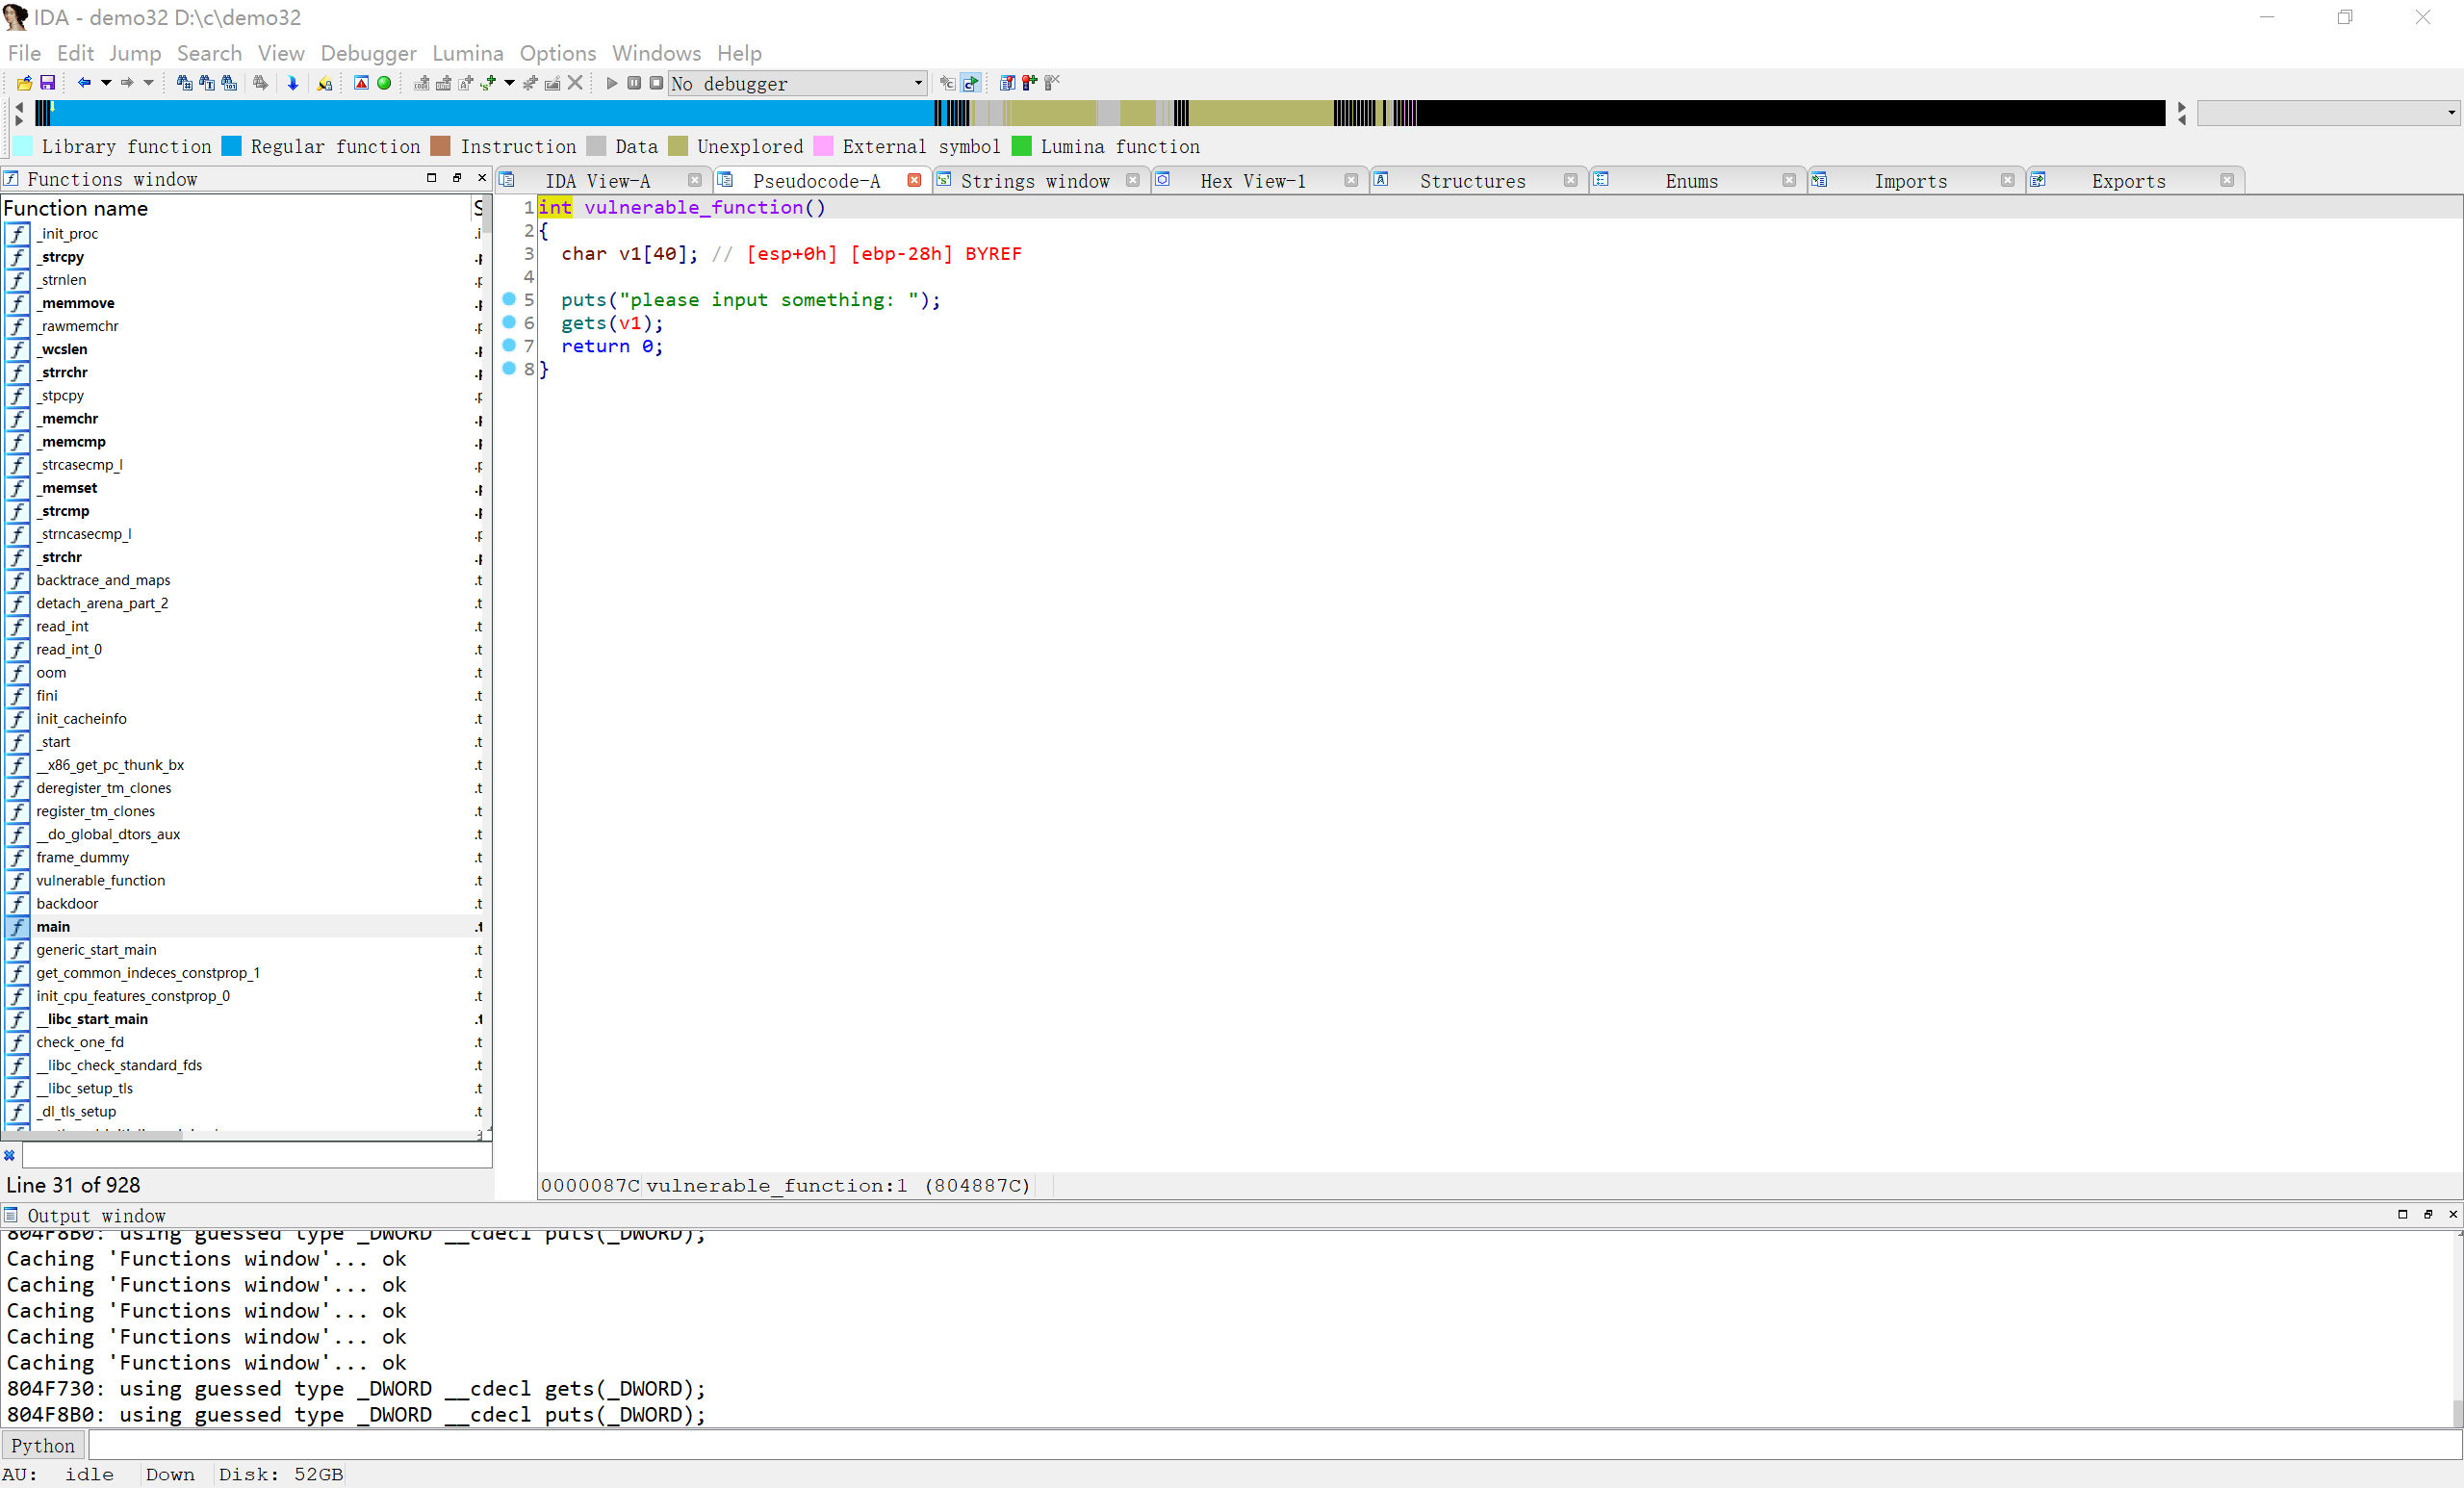 IDA - demo32 D:\c\demo32
File Edit Jump Search View Debugger Lumina Options Windows Help
No debugger
Library function Regular function Instruction Data Unexplored External symbol Lumina function
Functions window
IDA View-A Pseudocode-A Strings window Hex View-1 Structures Enums Imports Exports
Function name
_init_proc .i
_strcpy
_strnlen
_memmove
_rawmemchr
_wcslen
_strrchr
_stpcpy
_memchr
_memcmp
_strcasecmp_l
_memset
_strcmp
_strncasecmp_l
_strchr
backtrace_and_maps .t
detach_arena_part_2 .t
read_int .t
read_int_0 .t
oom .t
fini .t
init_cacheinfo .t
_start .t
__x86_get_pc_thunk_bx .t
deregister_tm_clones .t
register_tm_clones .t
__do_global_dtors_aux .t
frame_dummy .t
vulnerable_function .t
backdoor .t
main .t
generic_start_main .t
get_common_indeces_constprop_1 .t
init_cpu_features_constprop_0 .t
__libc_start_main .t
check_one_fd .t
__libc_check_standard_fds .t
__libc_setup_tls .t
_dl_tls_setup .t
Line 31 of 928
1 int vulnerable_function()
2 {
3 char v1[40]; // [esp+0h] [ebp-28h] BYREF
4
5 puts("please input something: ");
6 gets(v1);
7 return 0;
8 }
0000087C vulnerable_function:1 (804887C)
Output window
804F8B0: using guessed type _DWORD __cdecl puts(_DWORD);
Caching 'Functions window'... ok
Caching 'Functions window'... ok
Caching 'Functions window'... ok
Caching 'Functions window'... ok
Caching 'Functions window'... ok
804F730: using guessed type _DWORD __cdecl gets(_DWORD);
804F8B0: using guessed type _DWORD __cdecl puts(_DWORD);
Python
AU: idle Down Disk: 52GB